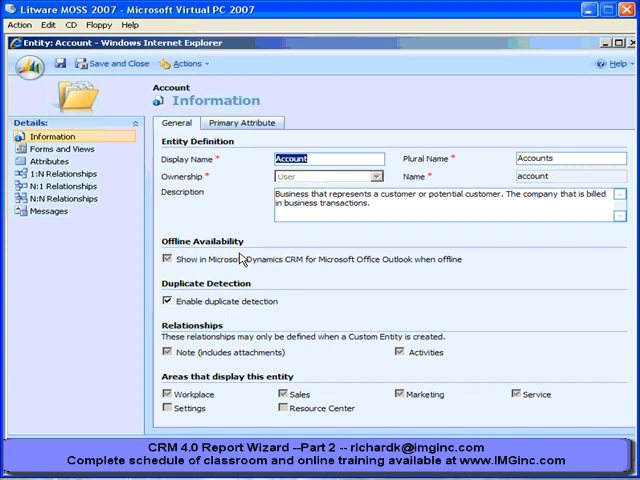 Litware MOSS 2007 - Microsoft Virtual PC 2007
Action Edit CD Floppy Help
Entity: Account - Windows Internet Explorer
Save and Close Actions Help
Account
Information
Details:
Information
Forms and Views
Attributes
1:N Relationships
N:1 Relationships
N:N Relationships
Messages
General Primary Attribute
Entity Definition
Display Name * Account Plural Name * Accounts
Ownership * User Name * account
Description Business that represents a customer or potential customer. The company that is billed
in business transactions.
Offline Availability
Show in Microsoft Dynamics CRM for Microsoft Office Outlook when offline
Duplicate Detection
Enable duplicate detection
Relationships
These relationships may only be defined when a Custom Entity is created.
Note (includes attachments) Activities
Areas that display this entity
Workplace Sales Marketing Service
Settings Resource Center
CRM 4.0 Report Wizard --Part 2 -- richardk@imginc.com
Complete schedule of classroom and online training available at www.IMGinc.com